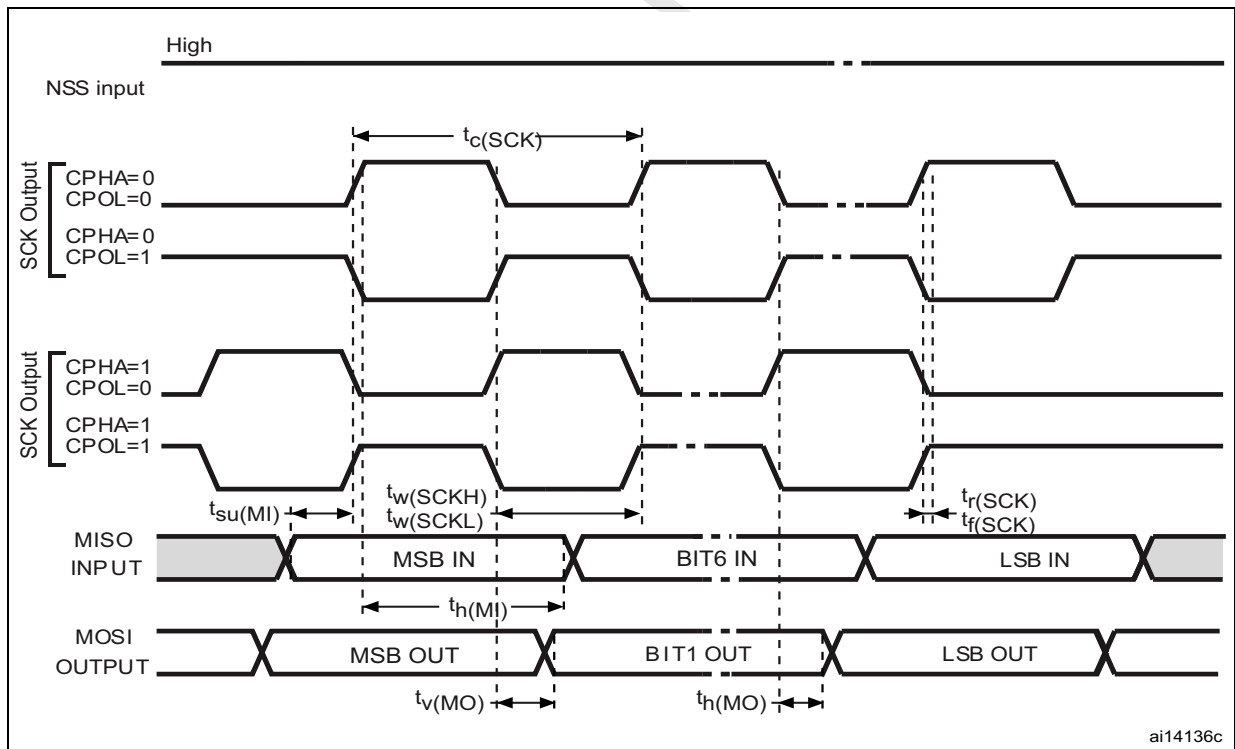 High
NSS input
tc(SCK)
SCK Output
CPHA=0
CPOL=0
CPHA=0
CPOL=1
SCK Output
CPHA=1
CPOL=0
CPHA=1
CPOL=1
tsu(MI)
tw(SCKH)
tw(SCKL)
tr(SCK)
tf(SCK)
MISO
INPUT
MSB IN
BIT6 IN
LSB IN
th(MI)
MOSI
OUTPUT
MSB OUT
BIT1 OUT
LSB OUT
tv(MO)
th(MO)
ai14136c